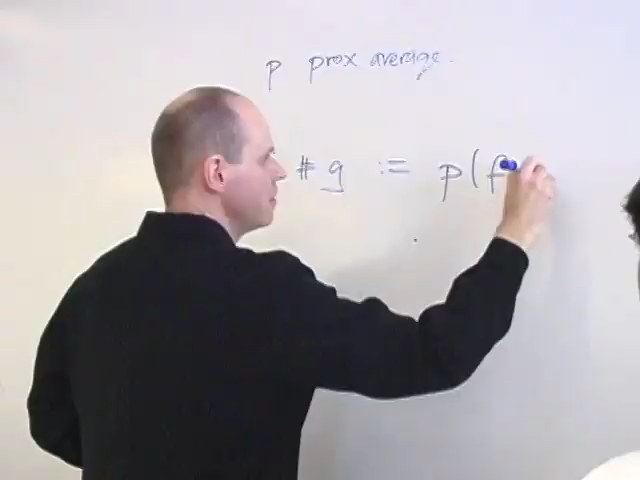 p prox average.
# g := p(f